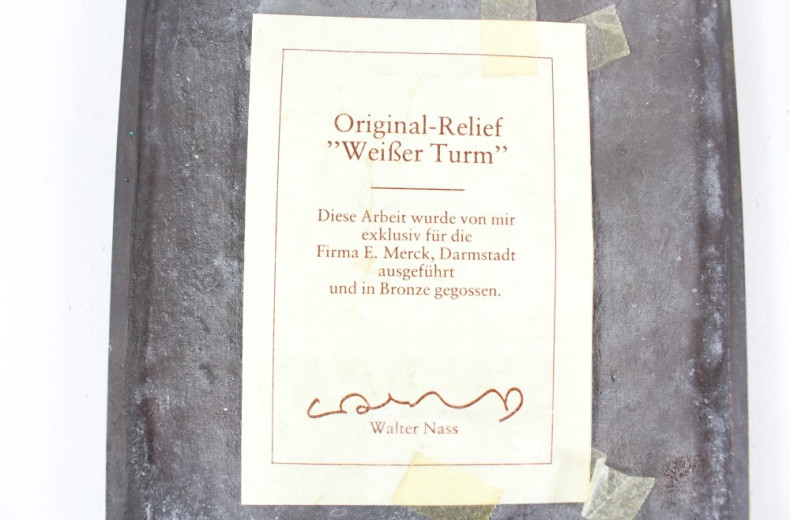 Original-Relief
”Weißer Turm”
Diese Arbeit wurde von mir
exklusiv für die
Firma E. Merck, Darmstadt
ausgeführt
und in Bronze gegossen.
Walter Nass